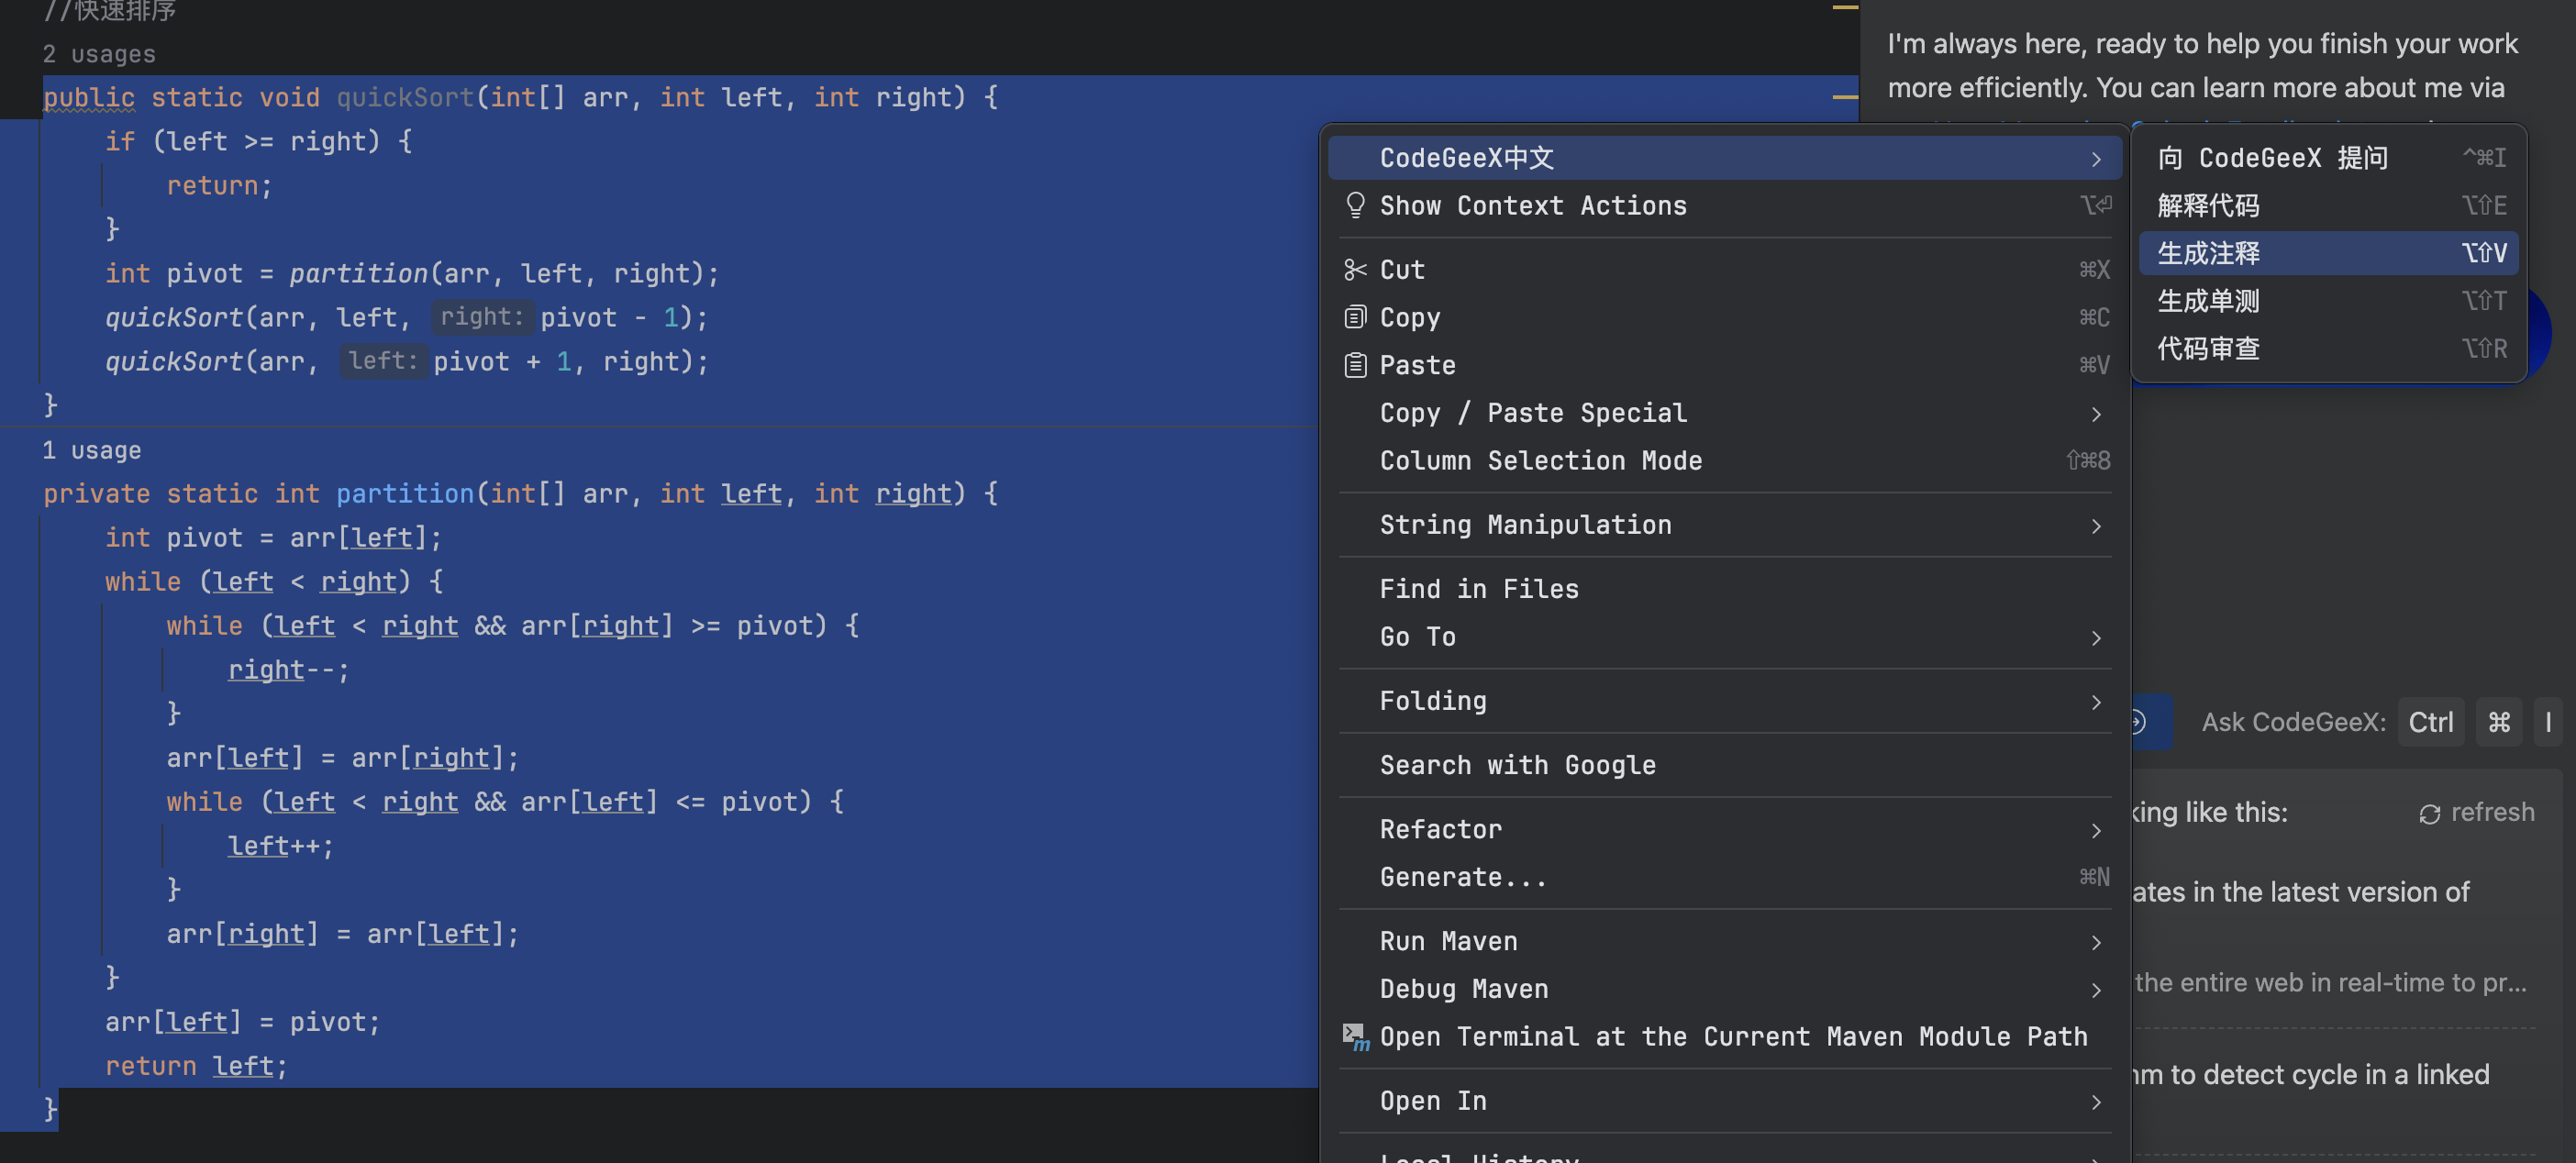 //快速排序
2 usages
public static void quickSort(int[] arr, int left, int right) {
if (left >= right) {
return;
}
int pivot = partition(arr, left, right);
quickSort(arr, left, right: pivot - 1);
quickSort(arr, left: pivot + 1, right);
}
1 usage
private static int partition(int[] arr, int left, int right) {
int pivot = arr[left];
while (left < right) {
while (left < right && arr[right] >= pivot) {
right--;
}
arr[left] = arr[right];
while (left < right && arr[left] <= pivot) {
left++;
}
arr[right] = arr[left];
}
arr[left] = pivot;
return left;
}
CodeGeeX中文
Show Context Actions ⌥⏎
Cut ⌘X
Copy ⌘C
Paste ⌘V
Copy / Paste Special
Column Selection Mode ⇧⌘8
String Manipulation
Find in Files
Go To
Folding
Search with Google
Refactor
Generate... ⌘N
Run Maven
Debug Maven
Open Terminal at the Current Maven Module Path
Open In
Local History
向 CodeGeeX 提问 ^⌘I
解释代码 ⌥⇧E
生成注释 ⌥⇧V
生成单测 ⌥⇧T
代码审查 ⌥⇧R
I'm always here, ready to help you finish your work
more efficiently. You can learn more about me via
Ask CodeGeeX: Ctrl ⌘ I
king like this: refresh
ates in the latest version of
the entire web in real-time to pr...
hm to detect cycle in a linked